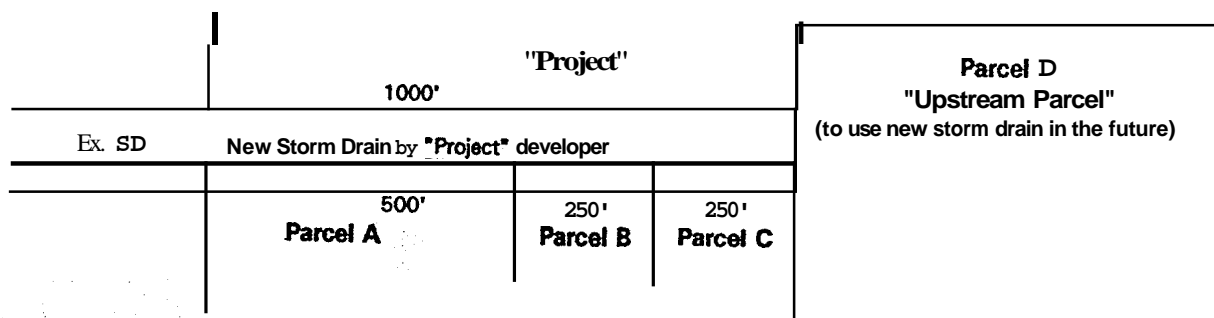 "Project"
1000'
Parcel D
"Upstream Parcel"
(to use new storm drain in the future)
Ex. SD
New Storm Drain by "Project" developer
500'
250'
250'
Parcel A
Parcel B
Parcel C